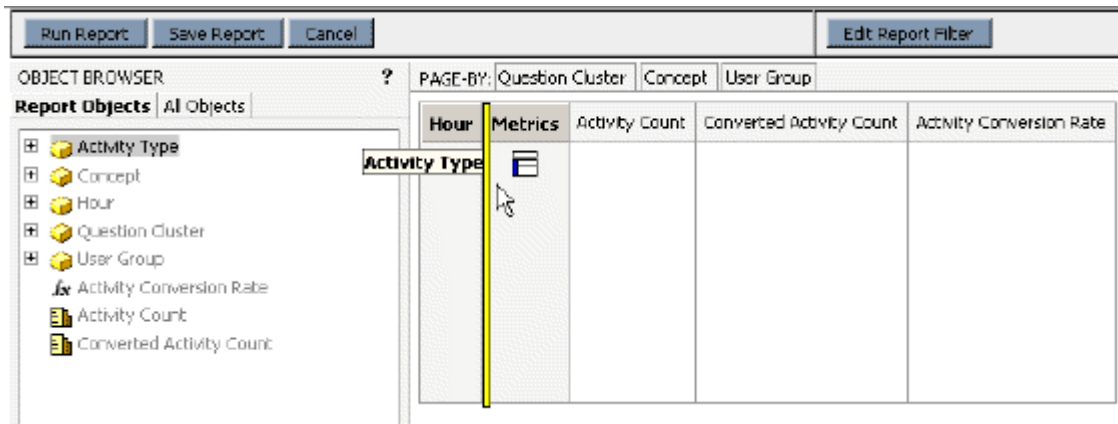 Run Report Save Report Cancel Edit Report Filter
OBJECT BROWSER ? PAGE-BY: Question Cluster Concept User Group
Report Objects All Objects
Hour Metrics Activity Count Converted Activity Count Activity Conversion Rate
Activity Type
Activity Type
Concept
Hour
Question Cluster
User Group
fx Activity Conversion Rate
Activity Count
Converted Activity Count